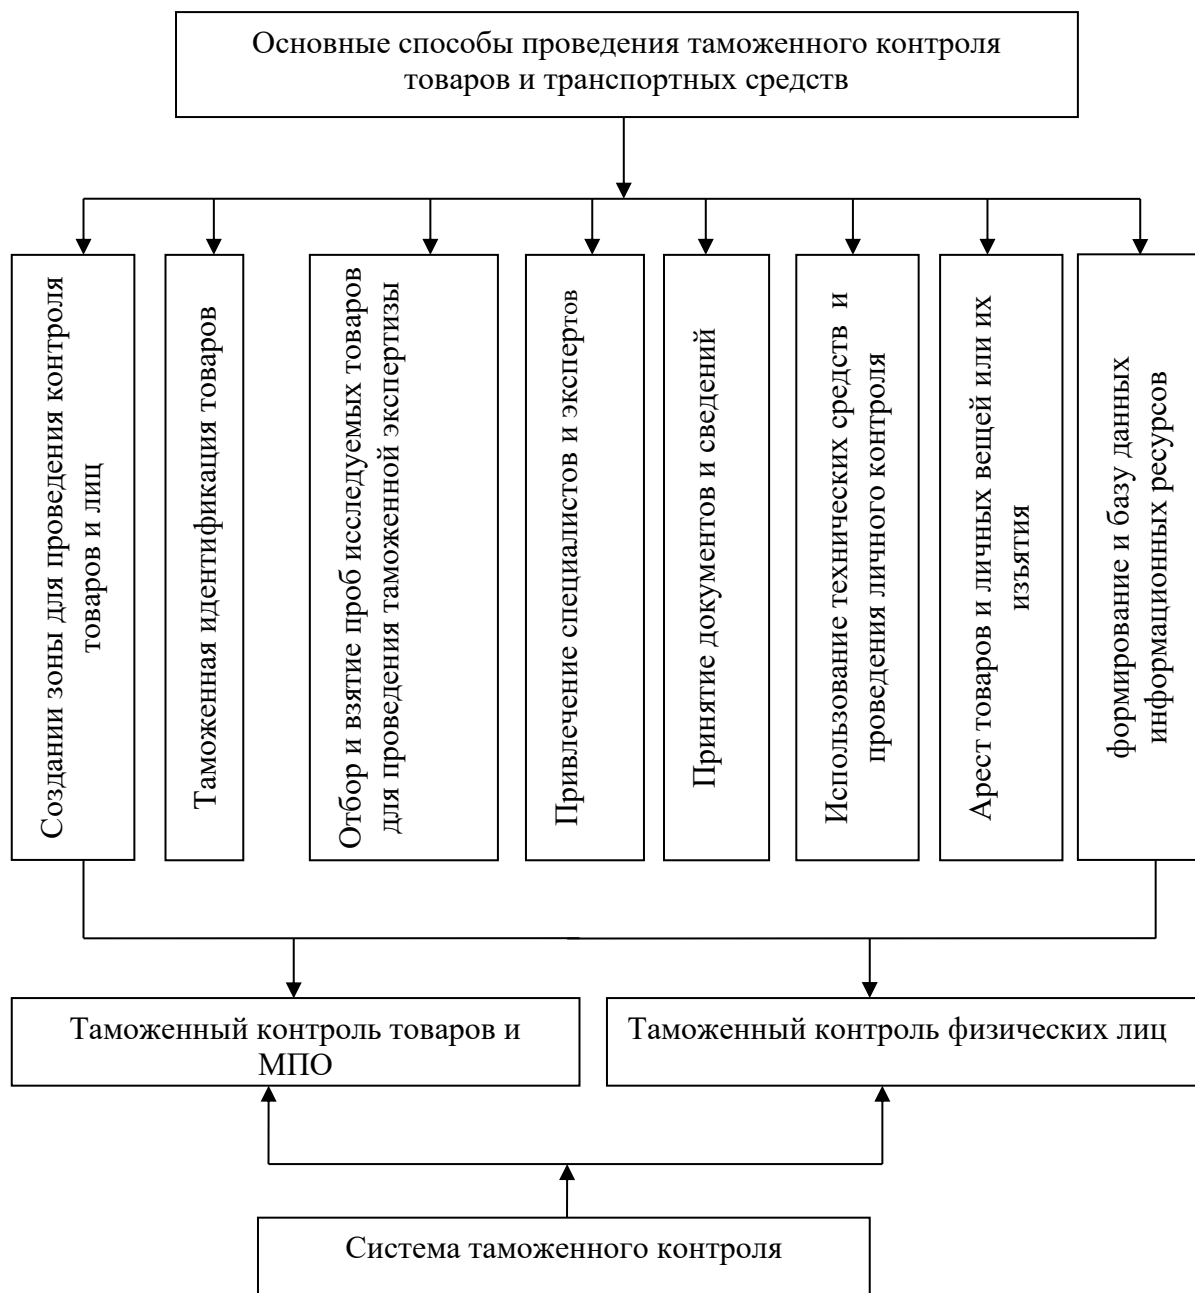 Основные способы проведения таможенного контроля
товаров и транспортных средств
Создании зоны для проведения контроля
товаров и лиц
Таможенная идентификация товаров
Отбор и взятие проб исследуемых товаров
для проведения таможенной экспертизы
Привлечение специалистов и экспертов
Принятие документов и сведений
Использование технических средств и
проведения личного контроля
Арест товаров и личных вещей или их
изъятия
формирование и базу данных
информационных ресурсов
Таможенный контроль товаров и
МПО
Таможенный контроль физических лиц
Система таможенного контроля